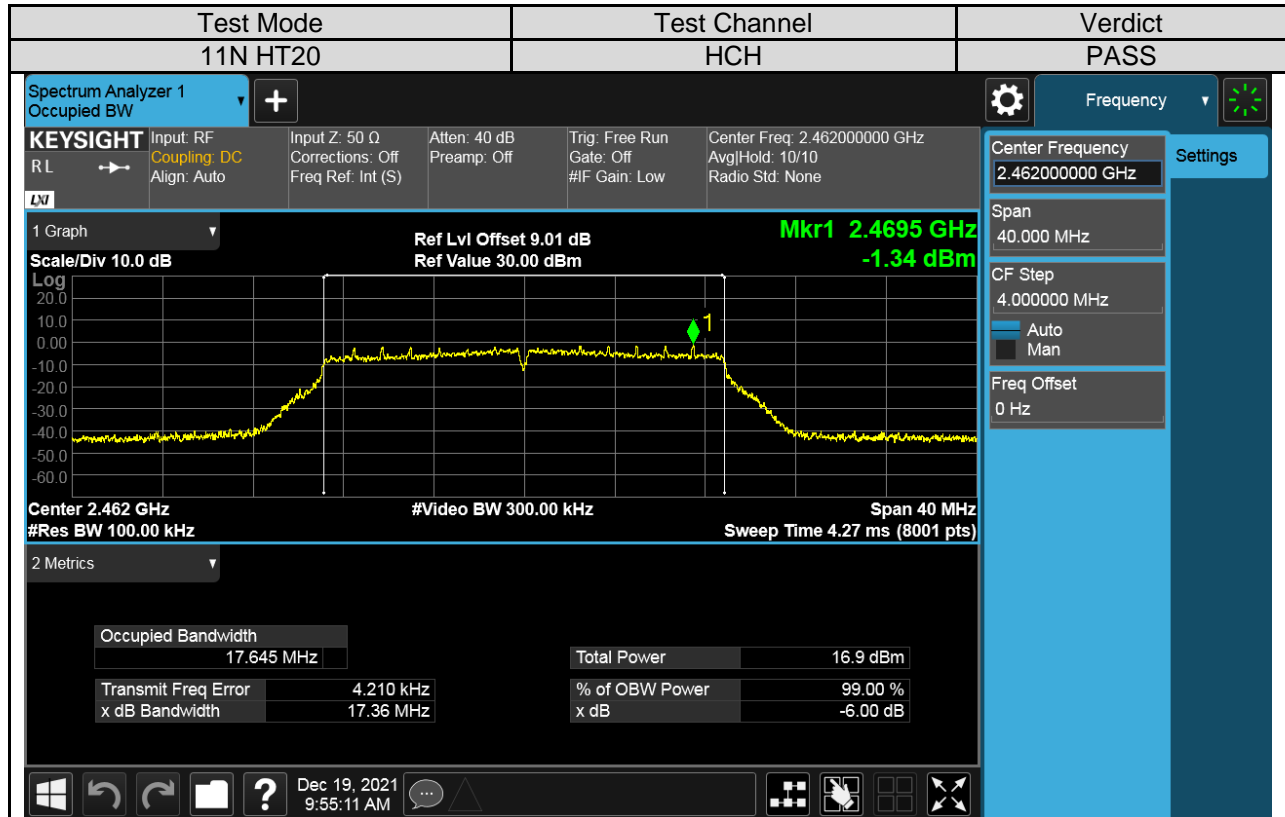 Test Mode Test Channel Verdict
11N HT20 HCH PASS
Spectrum Analyzer 1
Occupied BW
+
Frequency
KEYSIGHT Input: RF Input Z: 50 Ω Atten: 40 dB Trig: Free Run Center Freq: 2.462000000 GHz
RL Coupling: DC Corrections: Off Preamp: Off Gate: Off Avg|Hold: 10/10
Align: Auto Freq Ref: Int (S) #IF Gain: Low Radio Std: None
LXI
Center Frequency
2.462000000 GHz
Settings
Span
40.000 MHz
CF Step
4.000000 MHz
Auto
Man
Freq Offset
0 Hz
1 Graph
Ref Lvl Offset 9.01 dB
Mkr1 2.4695 GHz
Scale/Div 10.0 dB Ref Value 30.00 dBm -1.34 dBm
Log
20.0
10.0
1
0.00
-10.0
-20.0
-30.0
-40.0
-50.0
-60.0
Center 2.462 GHz #Video BW 300.00 kHz Span 40 MHz
#Res BW 100.00 kHz Sweep Time 4.27 ms (8001 pts)
2 Metrics
Occupied Bandwidth
17.645 MHz Total Power 16.9 dBm
Transmit Freq Error 4.210 kHz % of OBW Power 99.00 %
x dB Bandwidth 17.36 MHz x dB -6.00 dB
?
Dec 19, 2021
9:55:11 AM